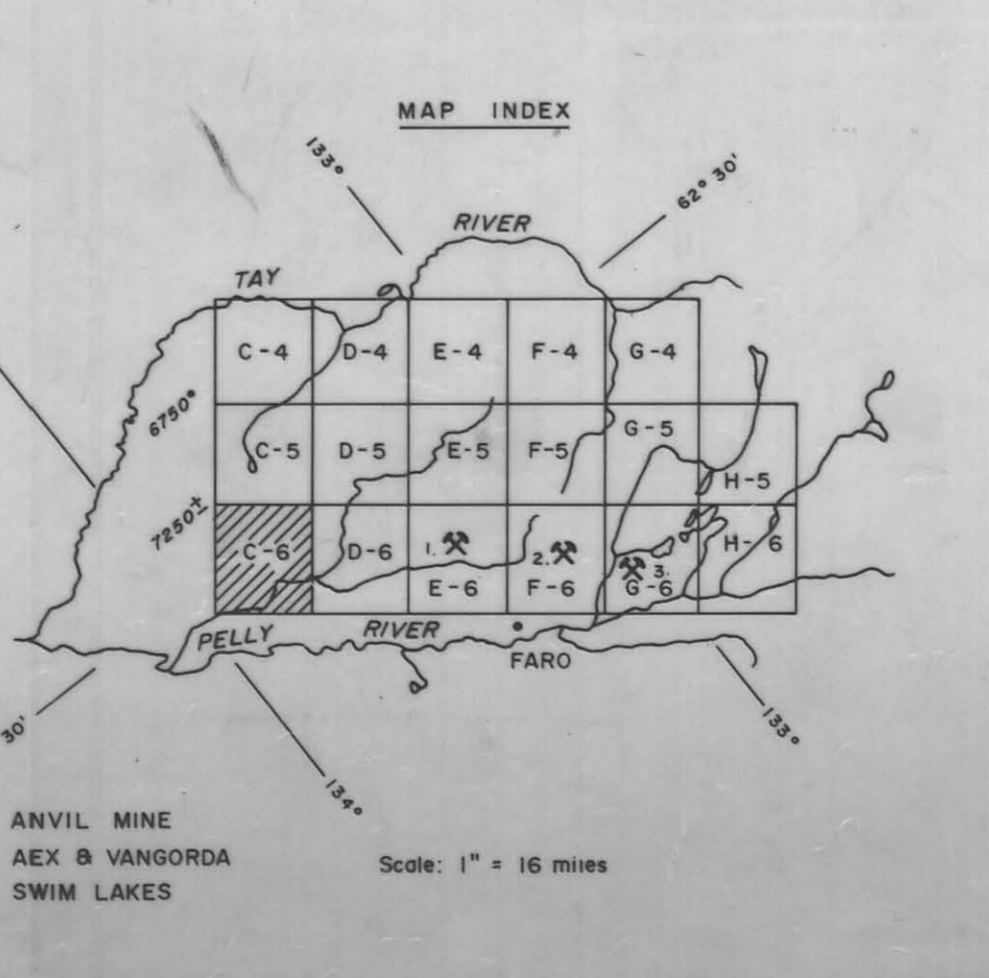 MAP INDEX
133°
62° 30'
RIVER
TAY
C-4 D-4 E-4 F-4 G-4
6750°
C-5 D-5 E-5 F-5 G-5 H-5
7250±
C-6 D-6 1. E-6 2. F-6 3. G-6 H-6
PELLY RIVER
FARO
30'
134°
133°
ANVIL MINE
AEX & VANGORDA
SWIM LAKES
Scale: 1" = 16 miles